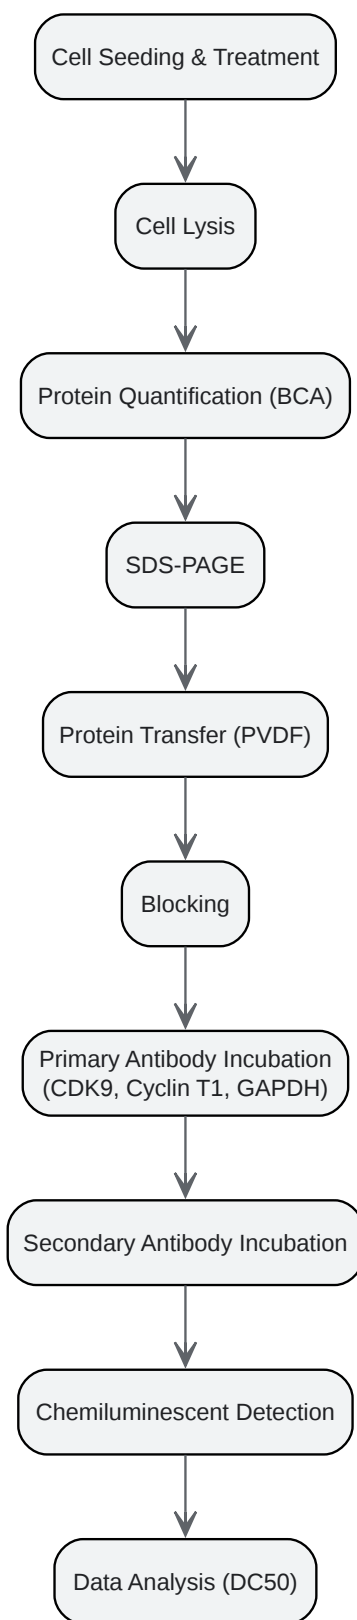 Cell Seeding & Treatment
Cell Lysis
Protein Quantification (BCA)
SDS-PAGE
Protein Transfer (PVDF)
Blocking
Primary Antibody Incubation
(CDK9, Cyclin T1, GAPDH)
Secondary Antibody Incubation
Chemiluminescent Detection
Data Analysis (DC50)